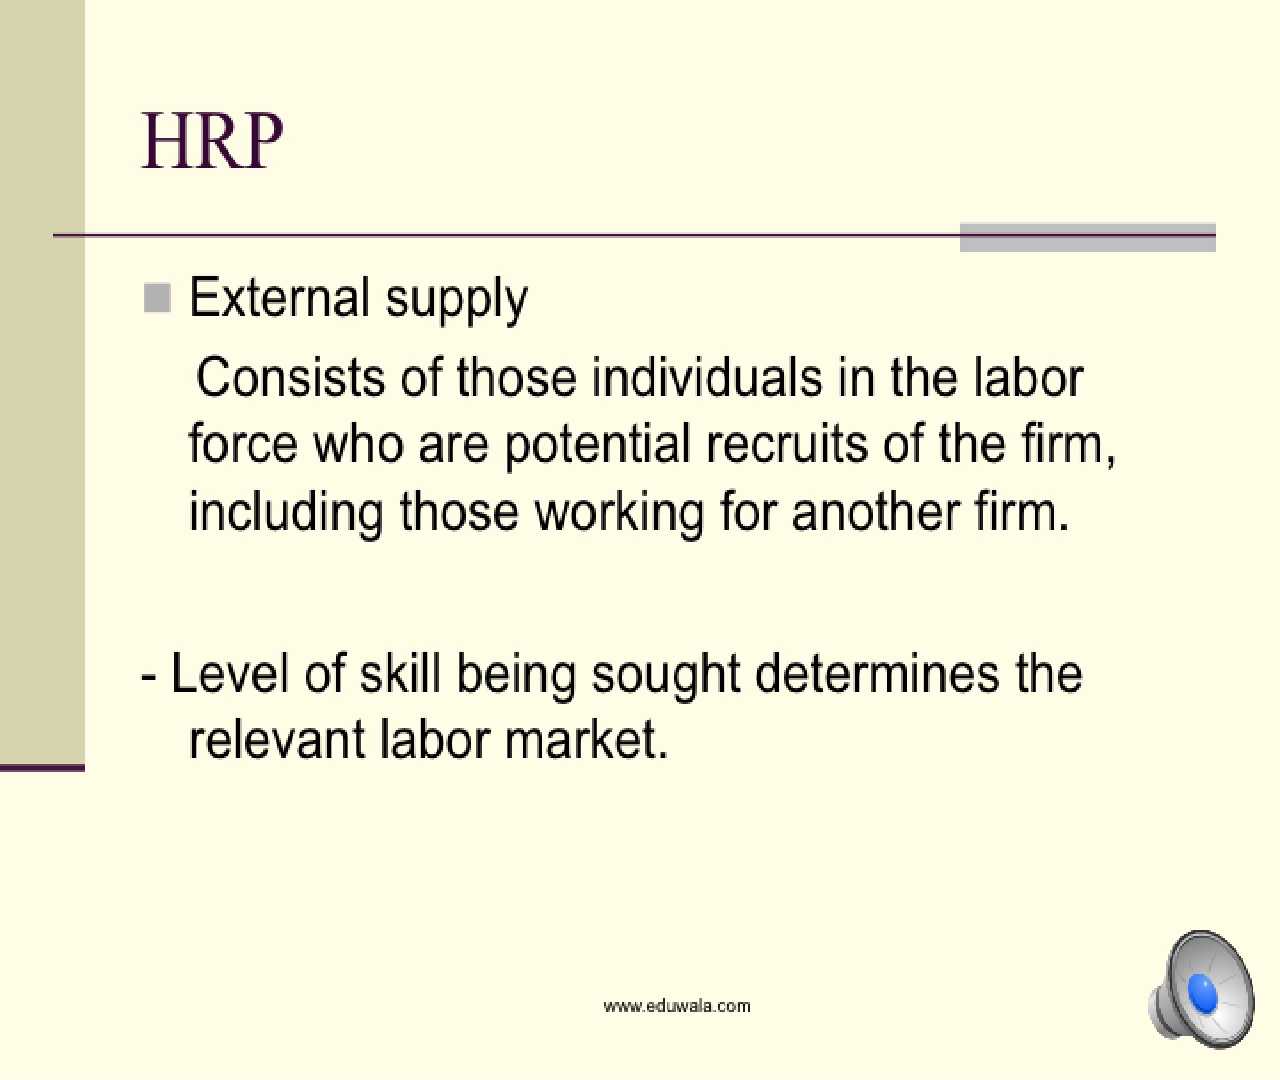 HRP
External supply
Consists of those individuals in the labor
force who are potential recruits of the firm,
including those working for another firm.
- Level of skill being sought determines the
relevant labor market.
www.eduwala.com